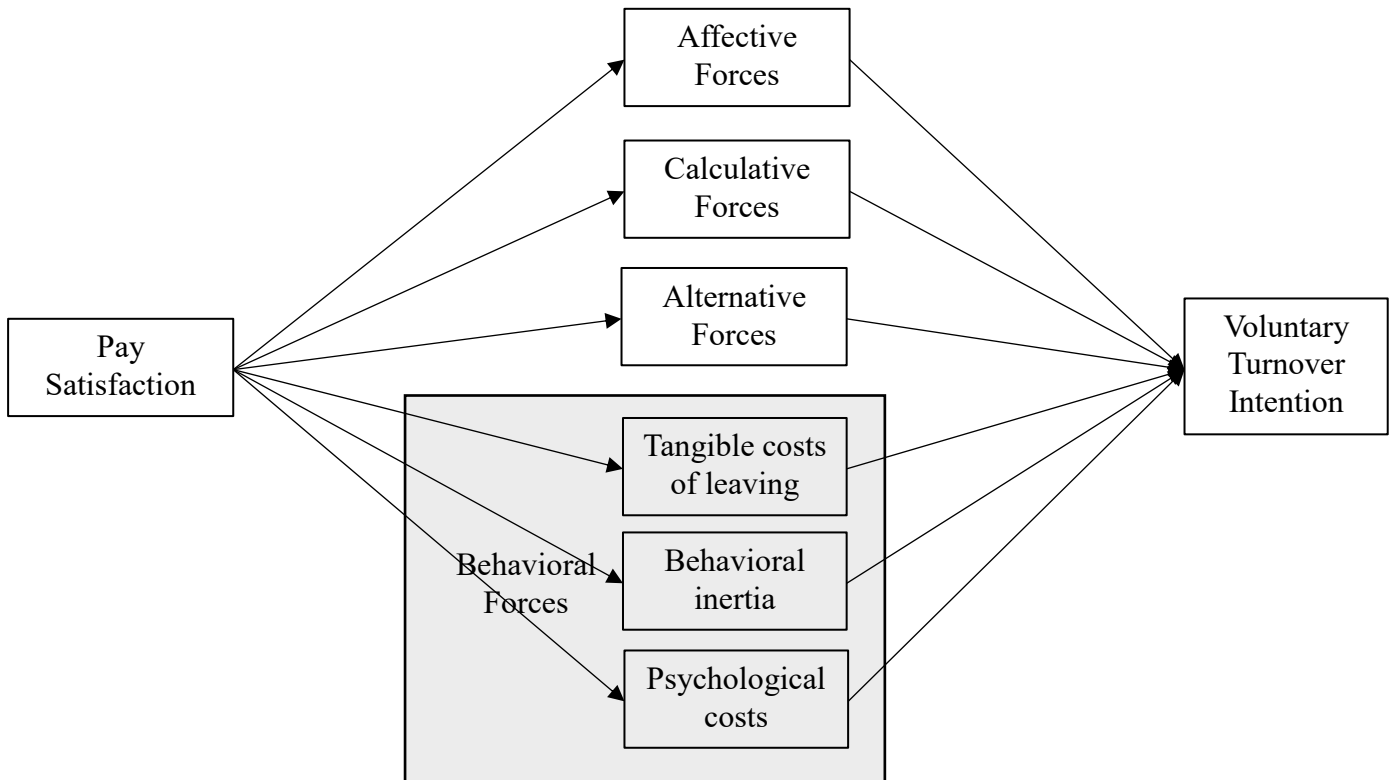 Affective
Forces
Calculative
Forces
Alternative
Forces
Pay
Satisfaction
Voluntary
Turnover
Intention
Tangible costs
of leaving
Behavioral
Forces
Behavioral
inertia
Psychological
costs